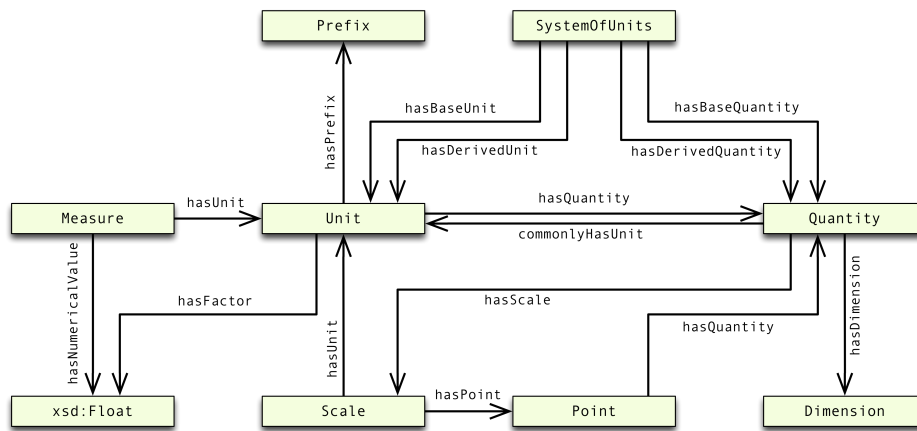 Prefix
SystemOfUnits
hasPrefix
hasBaseUnit
hasBaseQuantity
hasDerivedUnit
hasDerivedQuantity
Measure
hasUnit
Unit
hasQuantity
commonlyHasUnit
Quantity
hasNumericalValue
hasFactor
hasUnit
hasScale
hasQuantity
hasDimension
xsd:Float
Scale
hasPoint
Point
Dimension